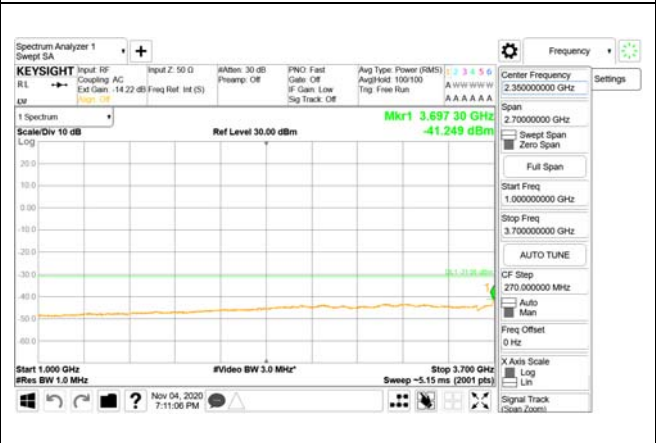 Spectrum Analyzer 1
Swept SA
+
Frequency
KEYSIGHT
RL
Input: RF
Coupling: AC
Ext Gain: -14.22 dB
Align: Off
Input Z: 50 Ω
Freq Ref: Int (S)
#Atten: 30 dB
Preamp: Off
PNO: Fast
Gate: Off
IF Gain: Low
Sig Track: Off
Avg Type: Power (RMS)
Avg|Hold: 100/100
Trig: Free Run
1 2 3 4 5 6
A W W W W W
A A A A A A
1 Spectrum
Scale/Div 10 dB
Log
Ref Level 30.00 dBm
Mkr1 3.697 30 GHz
-41.249 dBm
20.0
10.0
0.00
-10.0
-20.0
-30.0
-40.0
-50.0
-60.0
1
Start 1.000 GHz
#Res BW 1.0 MHz
#Video BW 3.0 MHz*
Stop 3.700 GHz
Sweep ~5.15 ms (2001 pts)
Nov 04, 2020
7:11:06 PM
?
Center Frequency
2.350000000 GHz
Settings
Span
2.70000000 GHz
Swept Span
Zero Span
Full Span
Start Freq
1.000000000 GHz
Stop Freq
3.700000000 GHz
AUTO TUNE
CF Step
270.000000 MHz
Auto
Man
Freq Offset
0 Hz
X Axis Scale
Log
Lin
Signal Track
(Span Zoom)